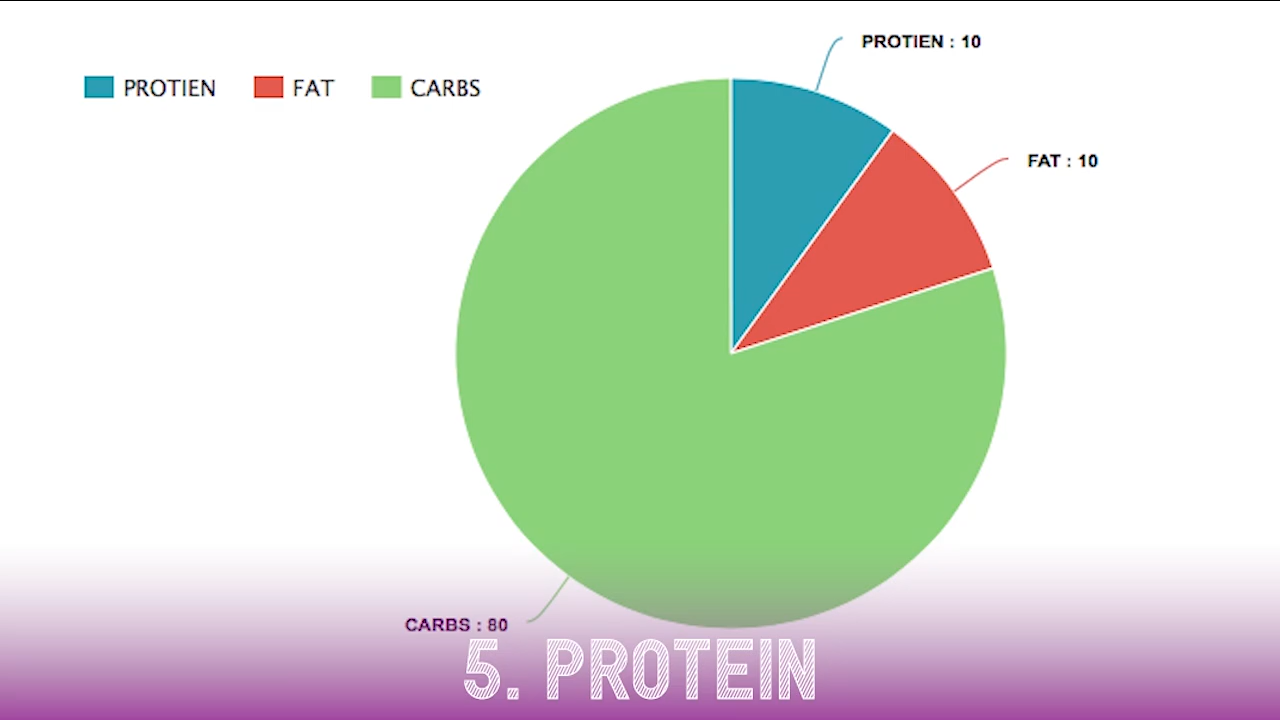 PROTIEN : 10
PROTIEN FAT CARBS
FAT : 10
CARBS : 80
5. PROTEIN